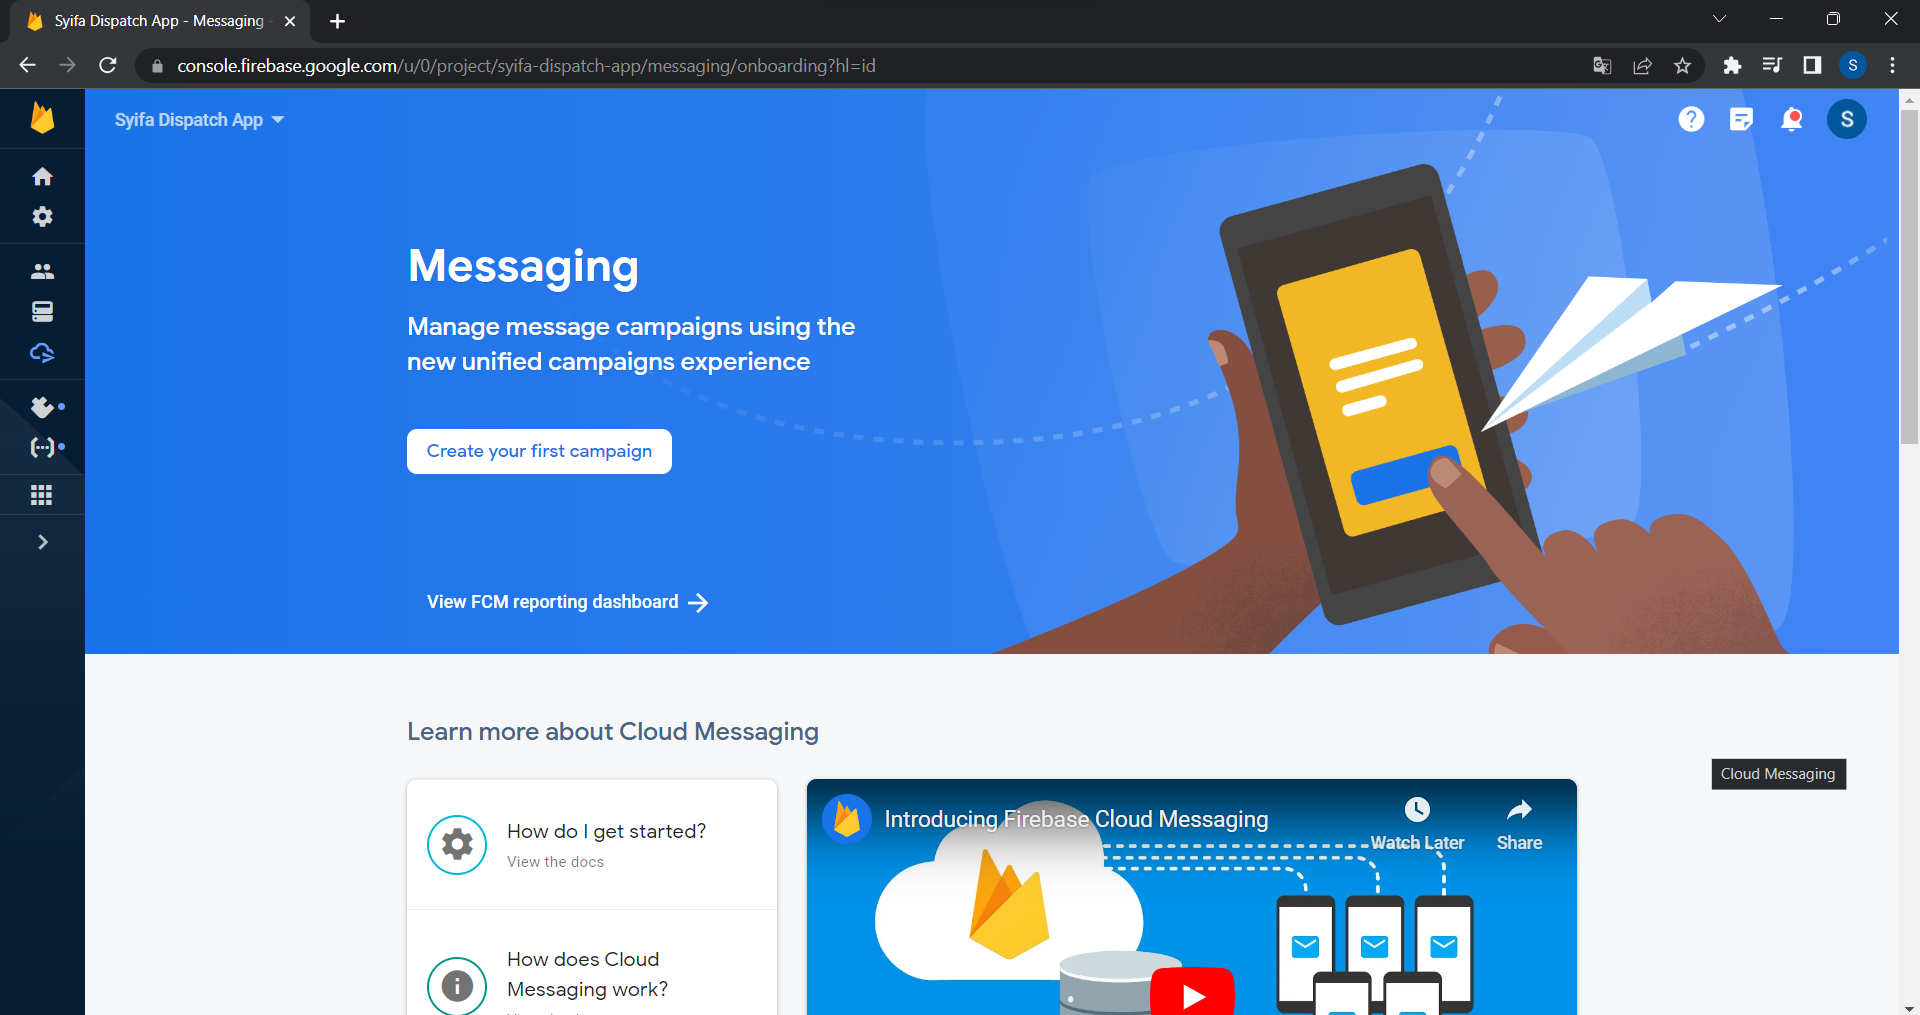 Syifa Dispatch App - Messaging -
console.firebase.google.com/u/0/project/syifa-dispatch-app/messaging/onboarding?hl=id
S
Syifa Dispatch App
?
S
Messaging
Manage message campaigns using the
new unified campaigns experience
Create your first campaign
View FCM reporting dashboard
Learn more about Cloud Messaging
Cloud Messaging
How do I get started?
View the docs
How does Cloud
Messaging work?
Introducing Firebase Cloud Messaging
Watch Later
Share